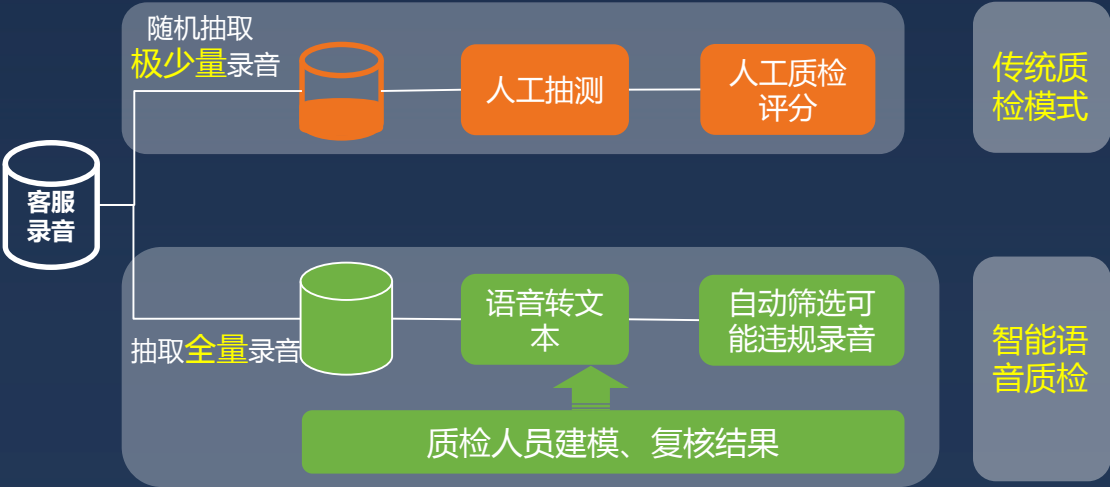 随机抽取
极少量录音
人工抽测
人工质检
评分
传统质
检模式
客服
录音
抽取全量录音
语音转文
本
自动筛选可
能违规录音
智能语
音质检
质检人员建模、复核结果